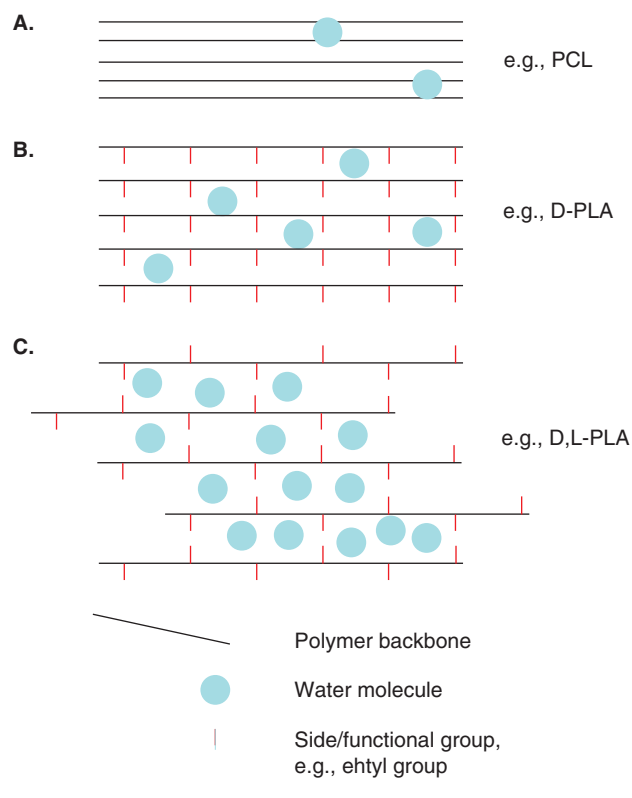 A.
e.g., PCL
B.
e.g., D-PLA
C.
e.g., D,L-PLA
Polymer backbone
Water molecule
Side/functional group,
e.g., ehtyl group